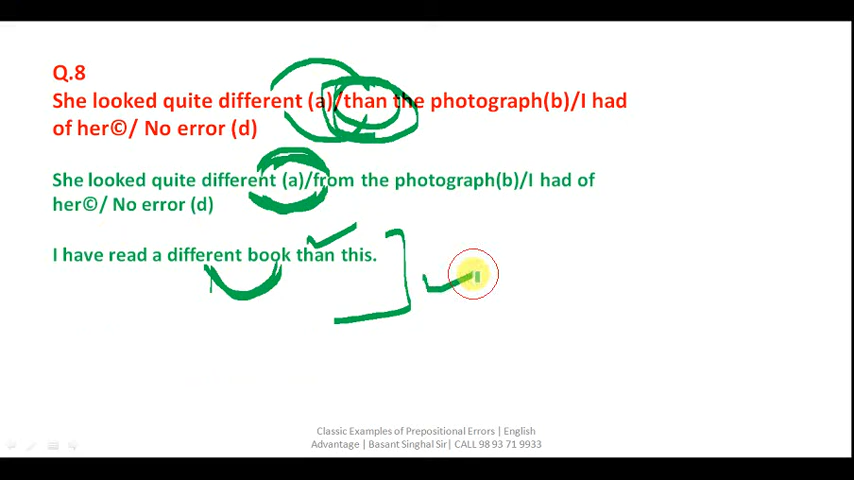 Q.8
She looked quite different (a)/than the photograph(b)/I had
of her©/ No error (d)
She looked quite different (a)/from the photograph(b)/I had of
her©/ No error (d)
I have read a different book than this.
Classic Examples of Prepositional Errors | English
Advantage | Basant Singhal Sir| CALL 98 93 71 9933